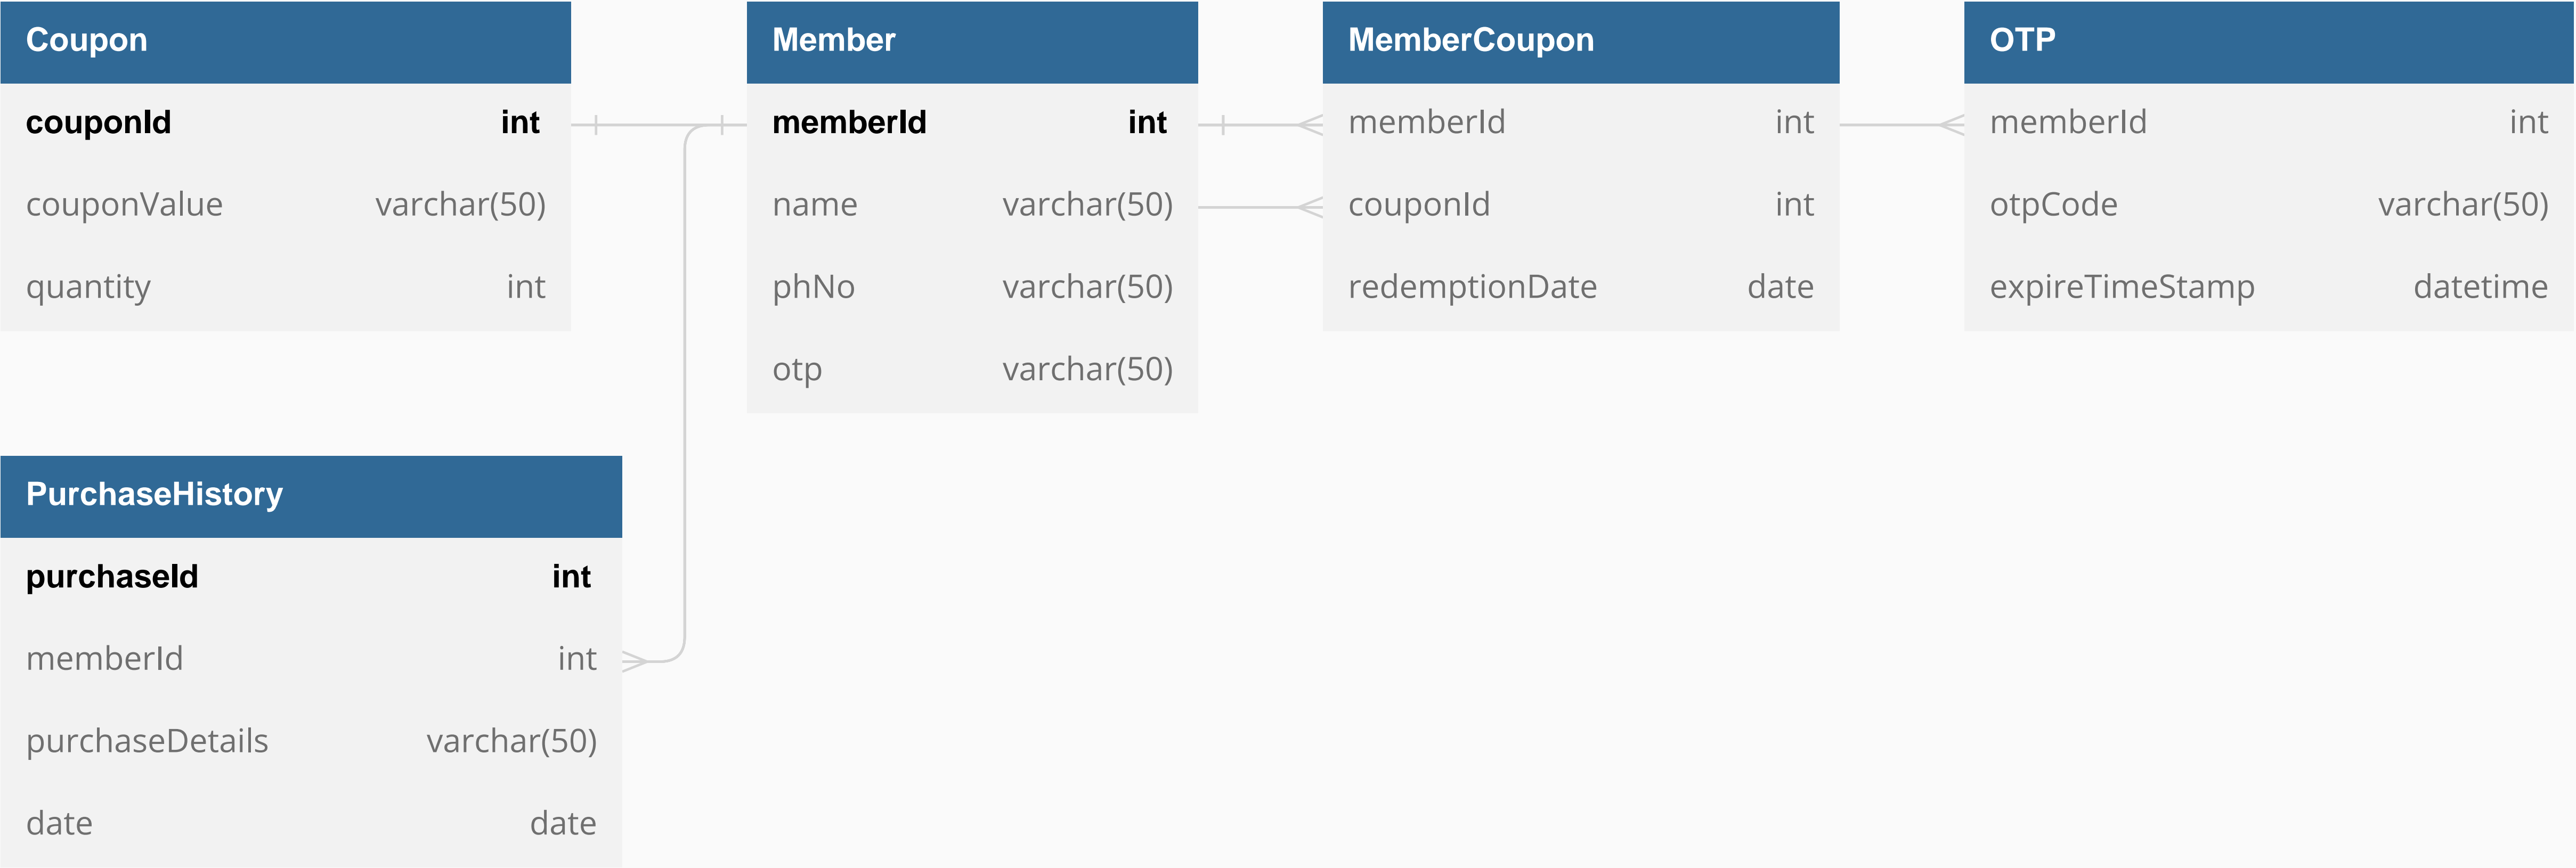 Coupon
couponId int
couponValue varchar(50)
quantity int
Member
memberId int
name varchar(50)
phNo varchar(50)
otp varchar(50)
MemberCoupon
memberId int
couponId int
redemptionDate date
OTP
memberId int
otpCode varchar(50)
expireTimeStamp datetime
PurchaseHistory
purchaseId int
memberId int
purchaseDetails varchar(50)
date date